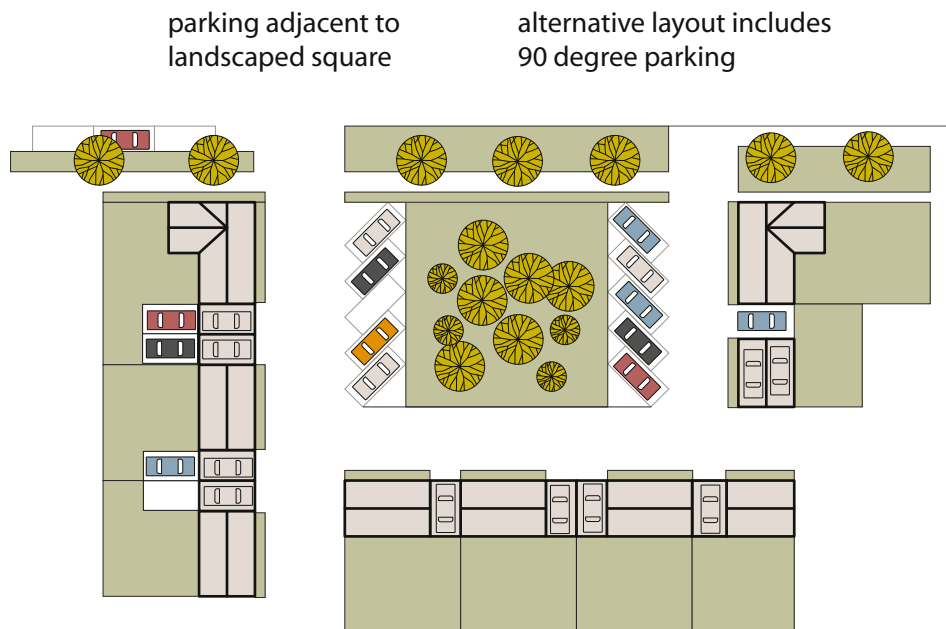 parking adjacent to
landscaped square
alternative layout includes
90 degree parking